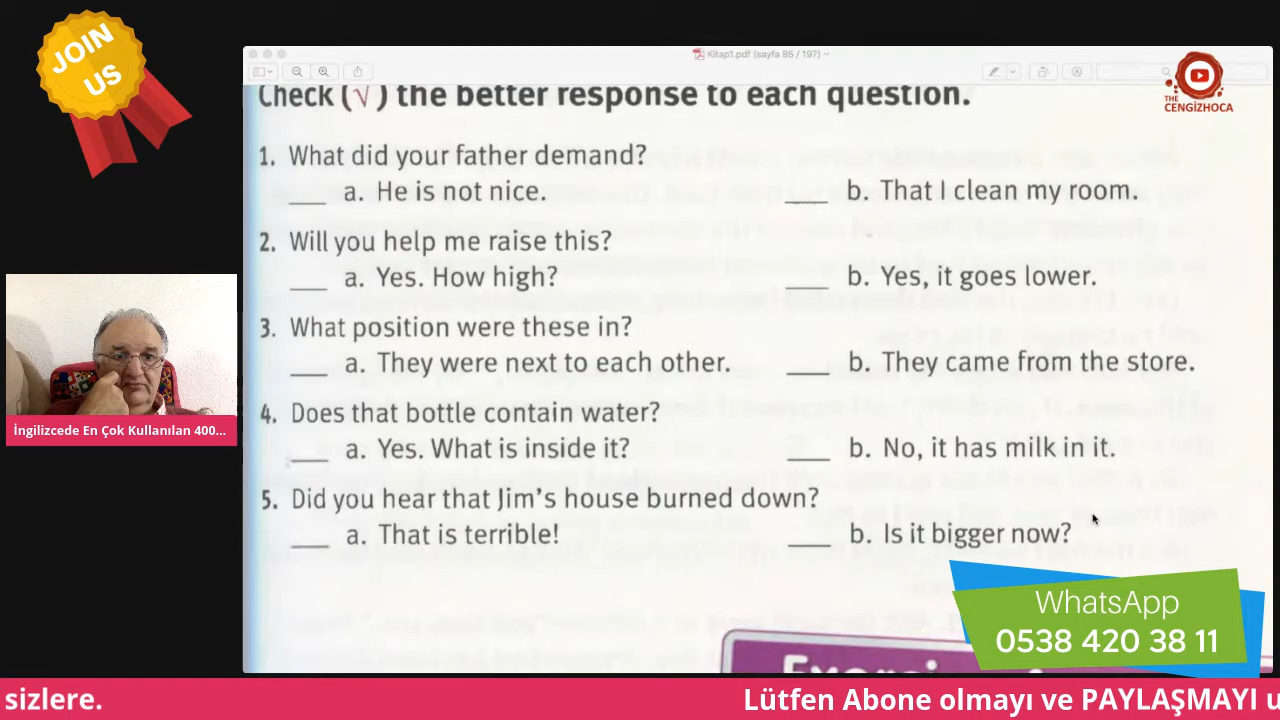 JOIN
US
Kitap1.pdf (sayfa 85 / 197)
THE
CENGİZHOCA
Check (√) the better response to each question.
1. What did your father demand?
___ a. He is not nice. ___ b. That I clean my room.
2. Will you help me raise this?
___ a. Yes. How high? ___ b. Yes, it goes lower.
3. What position were these in?
___ a. They were next to each other. ___ b. They came from the store.
4. Does that bottle contain water?
___ a. Yes. What is inside it? ___ b. No, it has milk in it.
5. Did you hear that Jim's house burned down?
___ a. That is terrible! ___ b. Is it bigger now?
İngilizcede En Çok Kullanılan 400...
WhatsApp
0538 420 38 11
sizlere. Lütfen Abone olmayı ve PAYLAŞMAYI u